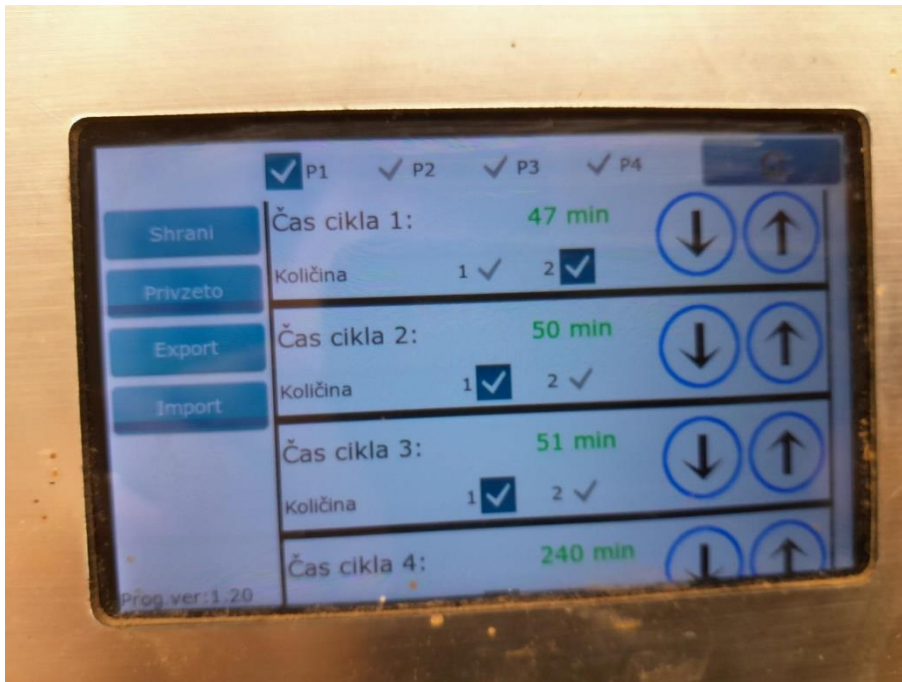 P1 P2 P3 P4
Shrani
Privzeto
Export
Import
Čas cikla 1: 47 min
Količina 1 2
Čas cikla 2: 50 min
Količina 1 2
Čas cikla 3: 51 min
Količina 1 2
Čas cikla 4: 240 min
Prog ver:1.20